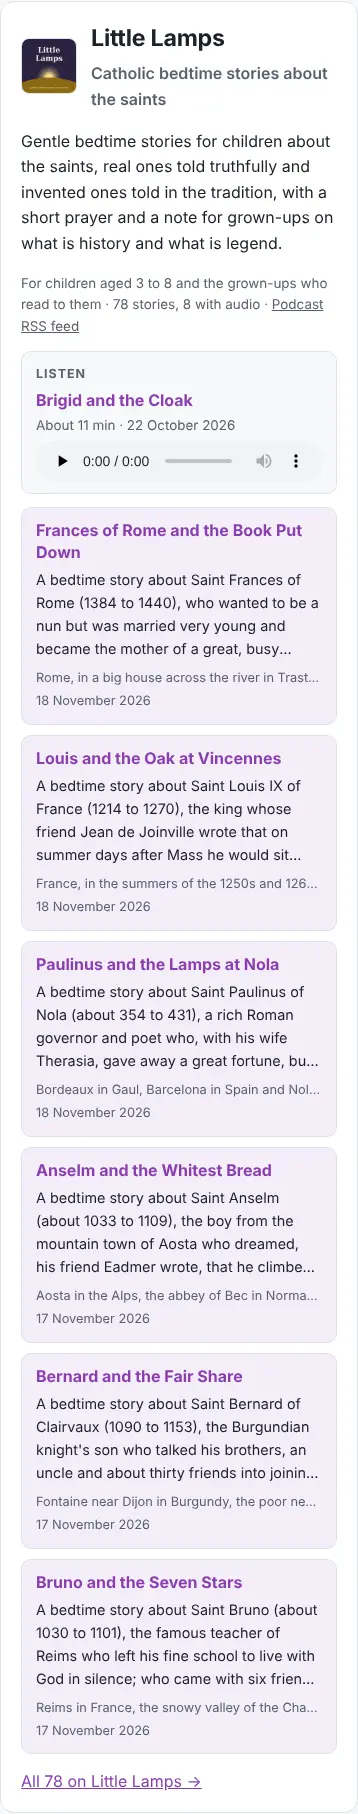 Little
Lamps
Little Lamps
Catholic bedtime stories about
the saints
Gentle bedtime stories for children about
the saints, real ones told truthfully and
invented ones told in the tradition, with a
short prayer and a note for grown-ups on
what is history and what is legend.
For children aged 3 to 8 and the grown-ups who
read to them · 78 stories, 8 with audio · Podcast
RSS feed
LISTEN
Brigid and the Cloak
About 11 min · 22 October 2026
0:00 / 0:00
Frances of Rome and the Book Put
Down
A bedtime story about Saint Frances of
Rome (1384 to 1440), who wanted to be a
nun but was married very young and
became the mother of a great, busy…
Rome, in a big house across the river in Trast…
18 November 2026
Louis and the Oak at Vincennes
A bedtime story about Saint Louis IX of
France (1214 to 1270), the king whose
friend Jean de Joinville wrote that on
summer days after Mass he would sit…
France, in the summers of the 1250s and 126…
18 November 2026
Paulinus and the Lamps at Nola
A bedtime story about Saint Paulinus of
Nola (about 354 to 431), a rich Roman
governor and poet who, with his wife
Therasia, gave away a great fortune, bu…
Bordeaux in Gaul, Barcelona in Spain and Nol…
18 November 2026
Anselm and the Whitest Bread
A bedtime story about Saint Anselm
(about 1033 to 1109), the boy from the
mountain town of Aosta who dreamed,
his friend Eadmer wrote, that he climbe…
Aosta in the Alps, the abbey of Bec in Norma…
17 November 2026
Bernard and the Fair Share
A bedtime story about Saint Bernard of
Clairvaux (1090 to 1153), the Burgundian
knight's son who talked his brothers, an
uncle and about thirty friends into joinin…
Fontaine near Dijon in Burgundy, the poor ne…
17 November 2026
Bruno and the Seven Stars
A bedtime story about Saint Bruno (about
1030 to 1101), the famous teacher of
Reims who left his fine school to live with
God in silence; who came with six frien…
Reims in France, the snowy valley of the Cha…
17 November 2026
All 78 on Little Lamps →